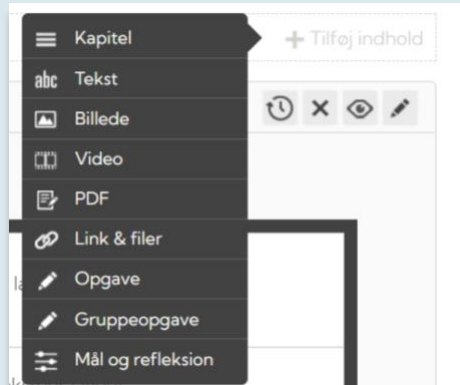 Kapitel
Tilføj indhold
abc Tekst
Billede
Video
PDF
Link & filer
Opgave
Gruppeopgave
Mål og refleksion